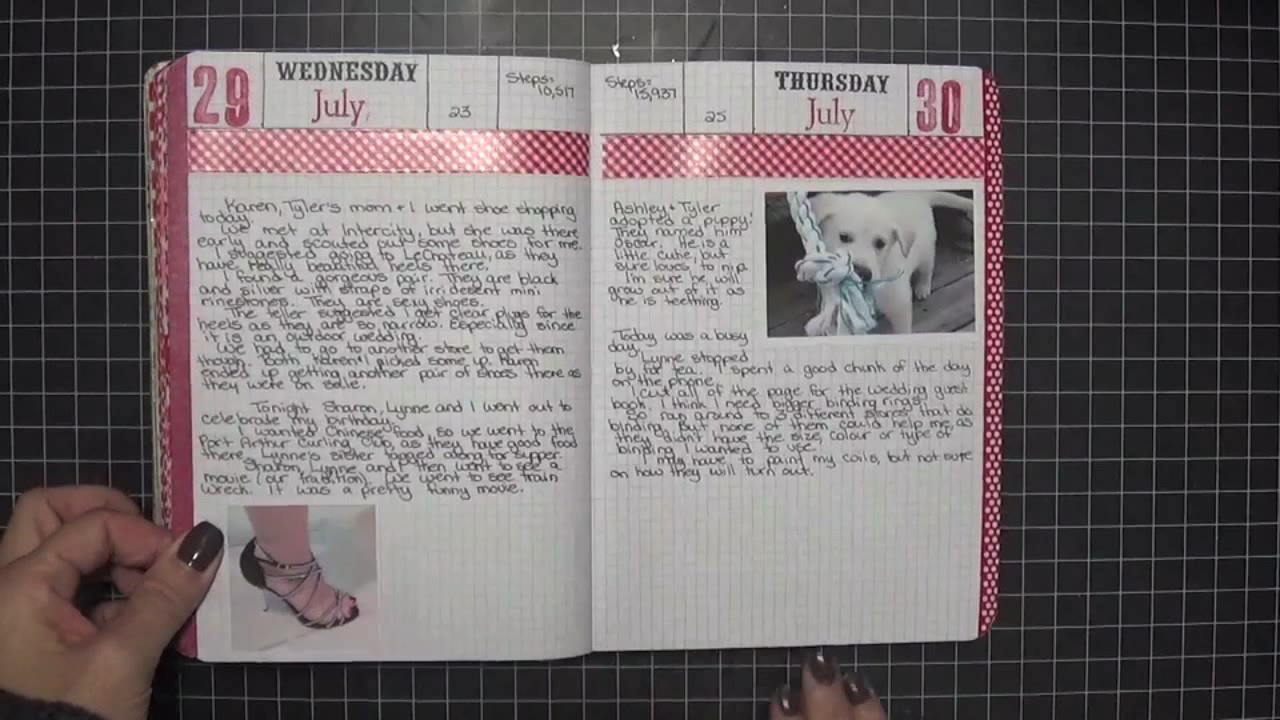 29
WEDNESDAY
July
23
Steps:
10,517
Karen, Tyler's mom + I went shoe shopping
today.
We met at Intercity, but she was there
early and scouted out some shoes for me.
I suggested going to LeChateau, as they
have really beautiful heels there.
I found a gorgeous pair. They are black
and silver with straps of irridesent mini
rinestones. They are sexy shoes.
The teller suggested I get clear plugs for the
heels as they are so narrow. Especially since
it is an outdoor wedding.
We had to go to another store to get them
though. Both Karen + I picked some up. Karen
ended up getting another pair of shoes there as
they were on sale.
Tonight Sharon, Lynne and I went out to
celebrate my birthday.
I wanted Chinese food, so we went to the
Port Arthur Curling Club, as they have good food
there. Lynne's sister tagged along for supper.
Sharon, Lynne, and I then went to see a
movie (our tradition). We went to see train
wreck. It was a pretty funny movie.
Steps:
15,937
25
THURSDAY
July
30
Ashley + Tyler
adopted a puppy!
They named him
Oscar. He is a
little cutie, but
sure loves to nip.
I'm sure he will
grow out of it as
he is teething.
Today was a busy
day.
Lynne stopped
by for tea. I spent a good chunk of the day
on the phone.
I cut all of the page for the wedding guest
book. I think I need bigger binding rings!
So ran around to 3 different stores that do
binding. But none of them could help me, as
they didn't have the size, colour or type of
binding I wanted to use.
I may have to paint my coils, but not sure
on how they will turn out.